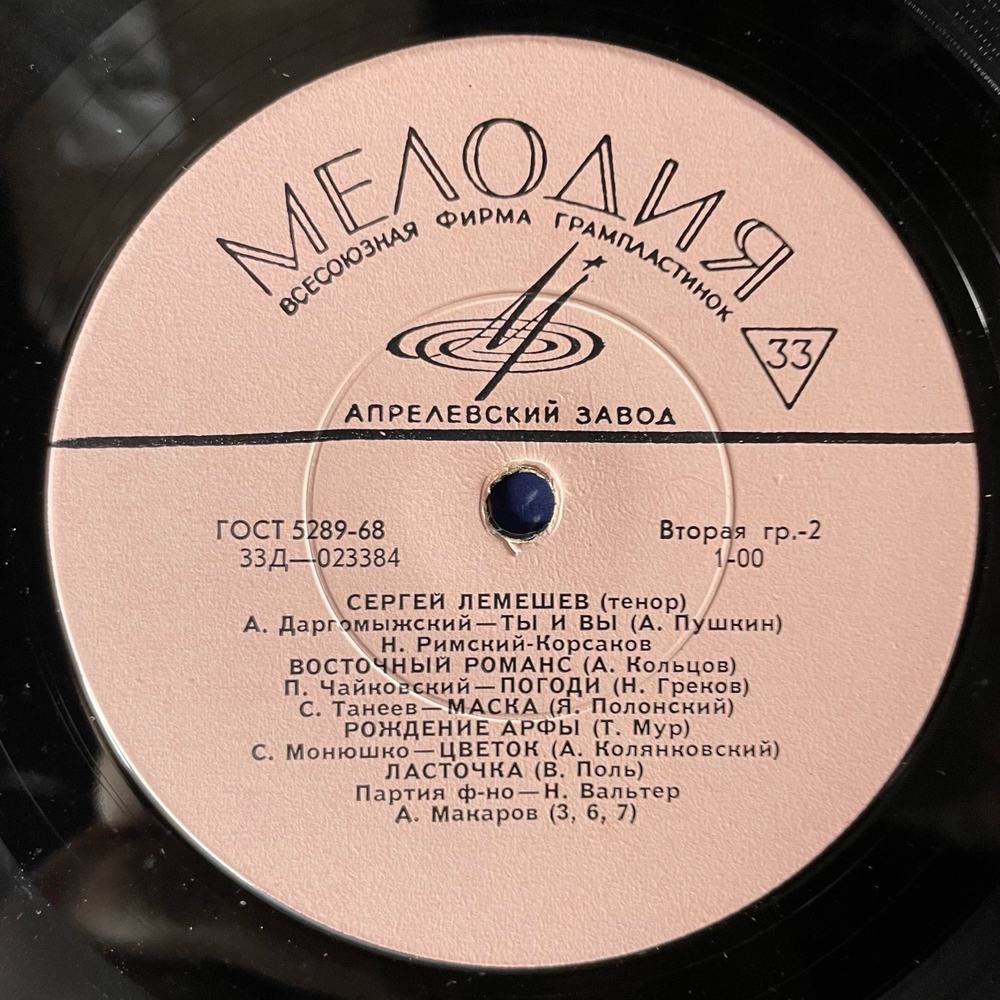 МЕЛОДИЯ
ВСЕСОЮЗНАЯ ФИРМА ГРАМПЛАСТИНОК
33
АПРЕЛЕВСКИЙ ЗАВОД
ГОСТ 5289-68 Вторая гр.-2
33Д—023384 1-00
СЕРГЕЙ ЛЕМЕШЕВ (тенор)
А. Даргомыжский—ТЫ И ВЫ (А. Пушкин)
Н. Римский-Корсаков
ВОСТОЧНЫЙ РОМАНС (А. Кольцов)
П. Чайковский—ПОГОДИ (Н. Греков)
С. Танеев—МАСКА (Я. Полонский)
РОЖДЕНИЕ АРФЫ (Т. Мур)
С. Монюшко—ЦВЕТОК (А. Колянковский)
ЛАСТОЧКА (В. Поль)
Партия ф-но—Н. Вальтер
А. Макаров (3, 6, 7)